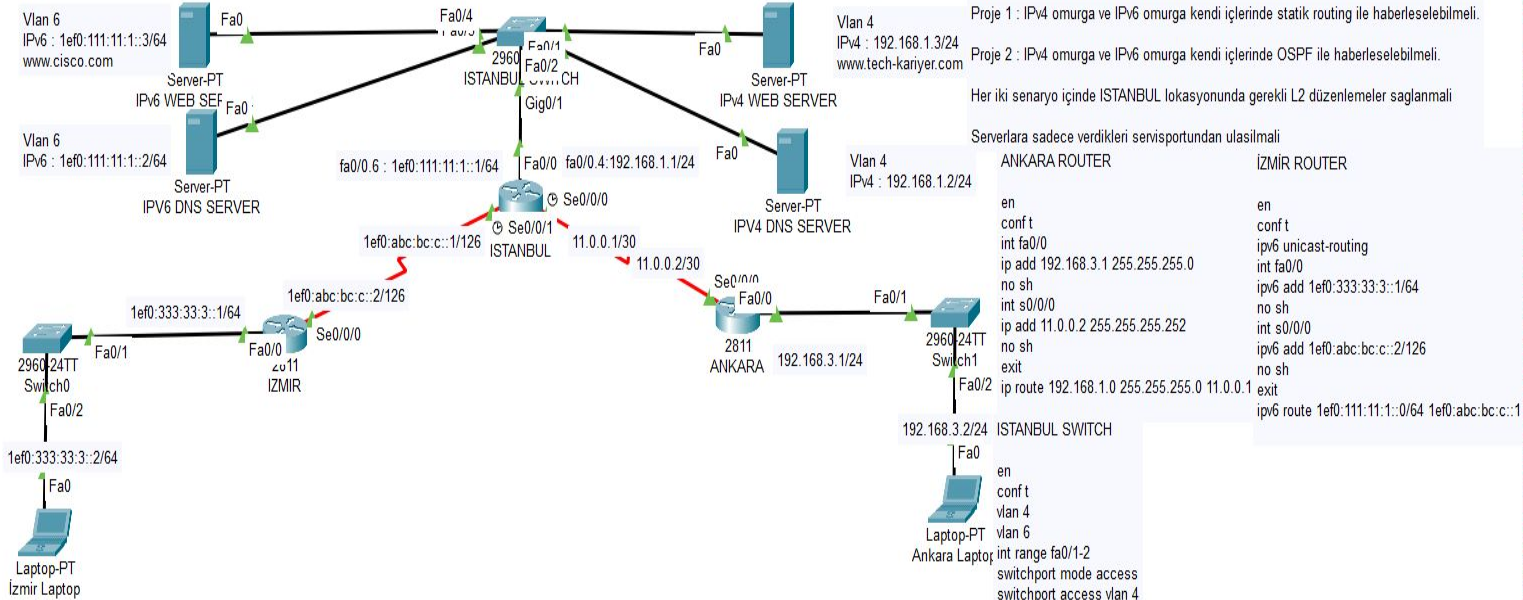 Vlan 6
IPv6 : 1ef0:111:11:1::3/64
www.cisco.com
Fa0
Server-PT
IPv6 WEB SEF
Fa0/4
Fa0/1
Fa0/2
2960
ISTANBUL SWITCH
Gig0/1
Fa0
Server-PT
IPv4 WEB SERVER
Vlan 4
IPv4 : 192.168.1.3/24
www.tech-kariyer.com
Vlan 6
IPv6 : 1ef0:111:11:1::2/64
Fa0
Server-PT
IPV6 DNS SERVER
Fa0
Server-PT
IPV4 DNS SERVER
Vlan 4
IPv4 : 192.168.1.2/24
fa0/0.6 : 1ef0:111:11:1::1/64
Fa0/0
fa0/0.4:192.168.1.1/24
Se0/0/0
Se0/0/1
ISTANBUL
1ef0:abc:bc:c::1/126
11.0.0.1/30
11.0.0.2/30
1ef0:abc:bc:c::2/126
1ef0:333:33:3::1/64
Fa0/1
Fa0/0
Se0/0/0
2811
IZMIR
2960-24TT
Switch0
Fa0/2
1ef0:333:33:3::2/64
Fa0
Laptop-PT
İzmir Laptop
Se0/0/0
Fa0/0
2811
ANKARA
192.168.3.1/24
Fa0/1
2960-24TT
Switch1
Fa0/2
192.168.3.2/24
Fa0
Laptop-PT
Ankara Laptop
Proje 1 : IPv4 omurga ve IPv6 omurga kendi içlerinde statik routing ile haberleselebilmeli.
Proje 2 : IPv4 omurga ve IPv6 omurga kendi içlerinde OSPF ile haberleselebilmeli.
Her iki senaryo içinde ISTANBUL lokasyonunda gerekli L2 düzenlemeler saglanmali
Serverlara sadece verdikleri servisportundan ulasilmali
ANKARA ROUTER
en
conf t
int fa0/0
ip add 192.168.3.1 255.255.255.0
no sh
int s0/0/0
ip add 11.0.0.2 255.255.255.252
no sh
exit
ip route 192.168.1.0 255.255.255.0 11.0.0.1
İZMİR ROUTER
en
conf t
ipv6 unicast-routing
int fa0/0
ipv6 add 1ef0:333:33:3::1/64
no sh
int s0/0/0
ipv6 add 1ef0:abc:bc:c::2/126
no sh
exit
ipv6 route 1ef0:111:11:1::0/64 1ef0:abc:bc:c::1
ISTANBUL SWITCH
en
conf t
vlan 4
vlan 6
int range fa0/1-2
switchport mode access
switchport access vlan 4